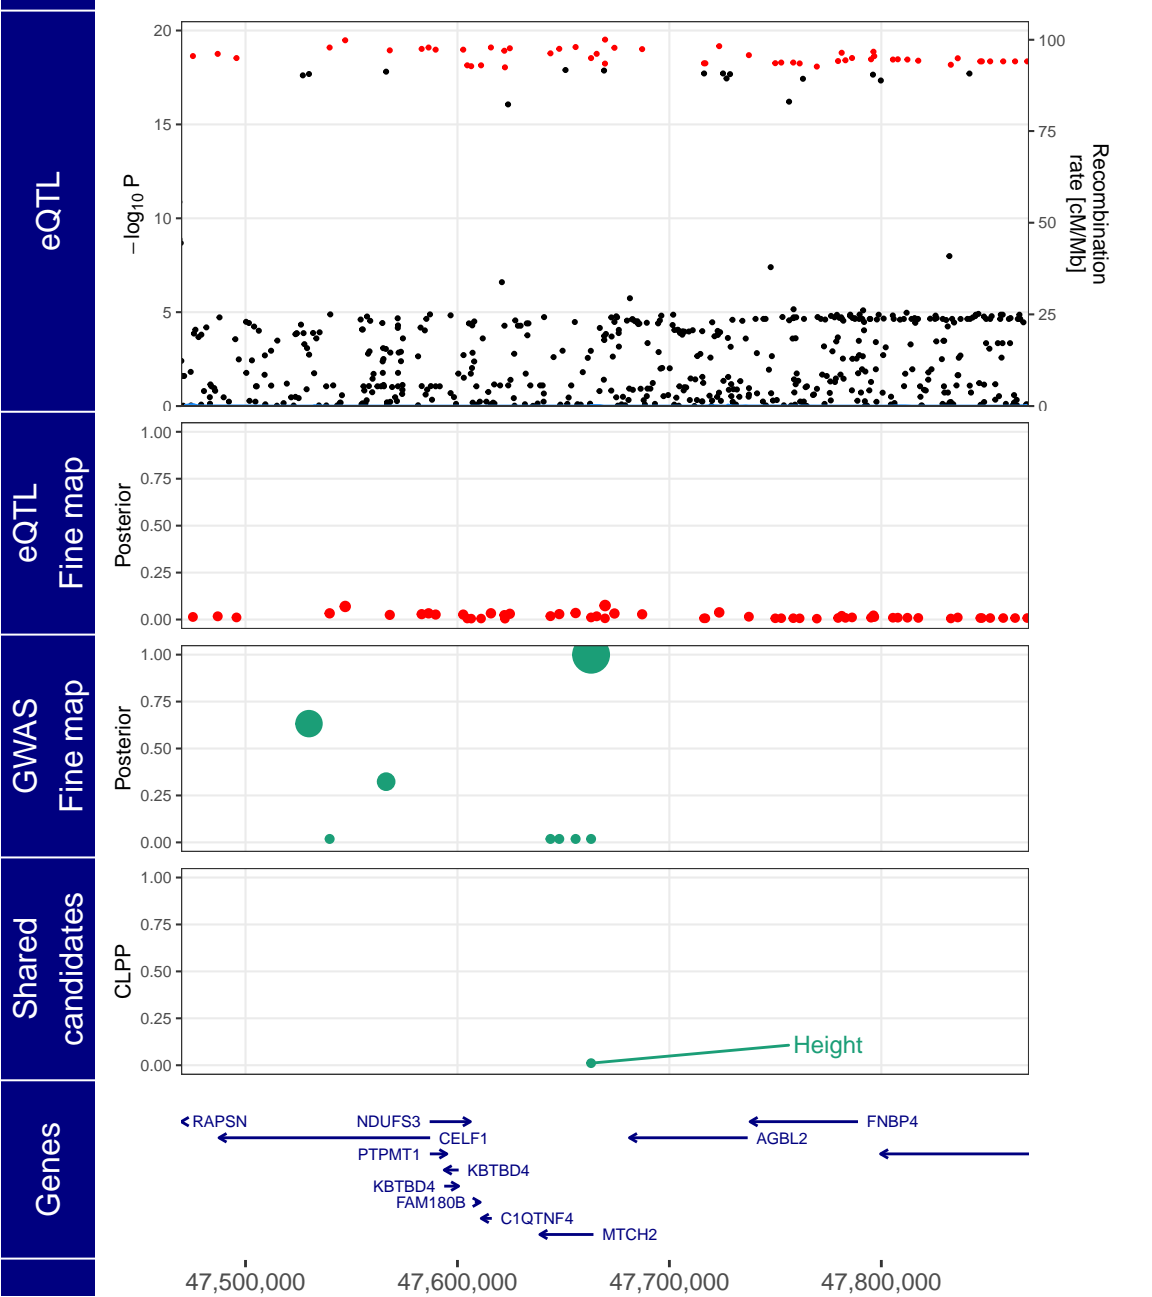 eQTL
−log10 P
20
15
10
5
0
100
75
50
25
0
Recombination
rate [cM/Mb]
eQTL
Fine map
Posterior
1.00
0.75
0.50
0.25
0.00
GWAS
Fine map
Posterior
1.00
0.75
0.50
0.25
0.00
Shared
candidates
CLPP
1.00
0.75
0.50
0.25
0.00
Height
Genes
RAPSN
NDUFS3
FNBP4
CELF1
AGBL2
PTPMT1
KBTBD4
KBTBD4
FAM180B
C1QTNF4
MTCH2
47,500,000
47,600,000
47,700,000
47,800,000